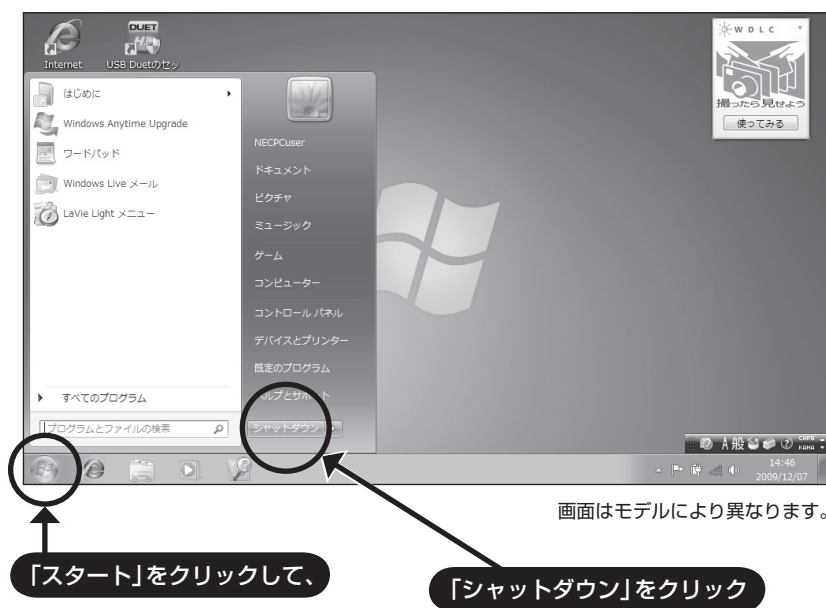 DUET
Internet
USB Duetのセッ
W D L C
撮ったら見せよう
使ってみる
はじめに
Windows Anytime Upgrade
ワードパッド
Windows Live メール
LaVie Light メニュー
すべてのプログラム
プログラムとファイルの検索
NECPCuser
ドキュメント
ピクチャ
ミュージック
ゲーム
コンピューター
コントロール パネル
デバイスとプリンター
既定のプログラム
ヘルプとサポート
シャットダウン
A 般
CAPS
KANA
14:46
2009/12/07
画面はモデルにより異なります。
「スタート」をクリックして、
「シャットダウン」をクリック